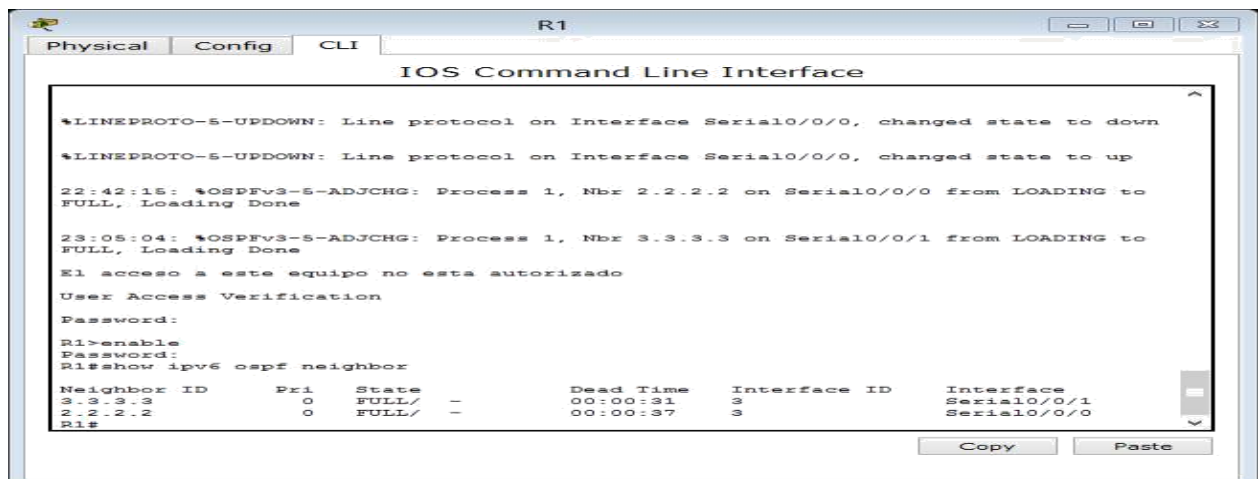 R1
Physical Config CLI
IOS Command Line Interface
%LINEPROTO-5-UPDOWN: Line protocol on Interface Serial0/0/0, changed state to down
%LINEPROTO-5-UPDOWN: Line protocol on Interface Serial0/0/0, changed state to up
22:42:15: %OSPFv3-5-ADJCHG: Process 1, Nbr 2.2.2.2 on Serial0/0/0 from LOADING to
FULL, Loading Done
23:05:04: %OSPFv3-5-ADJCHG: Process 1, Nbr 3.3.3.3 on Serial0/0/1 from LOADING to
FULL, Loading Done
El acceso a este equipo no esta autorizado
User Access Verification
Password:
R1>enable
Password:
R1#show ipv6 ospf neighbor
Neighbor ID Pri State Dead Time Interface ID Interface
3.3.3.3 0 FULL/ - 00:00:31 3 Serial0/0/1
2.2.2.2 0 FULL/ - 00:00:37 3 Serial0/0/0
R1#
Copy Paste